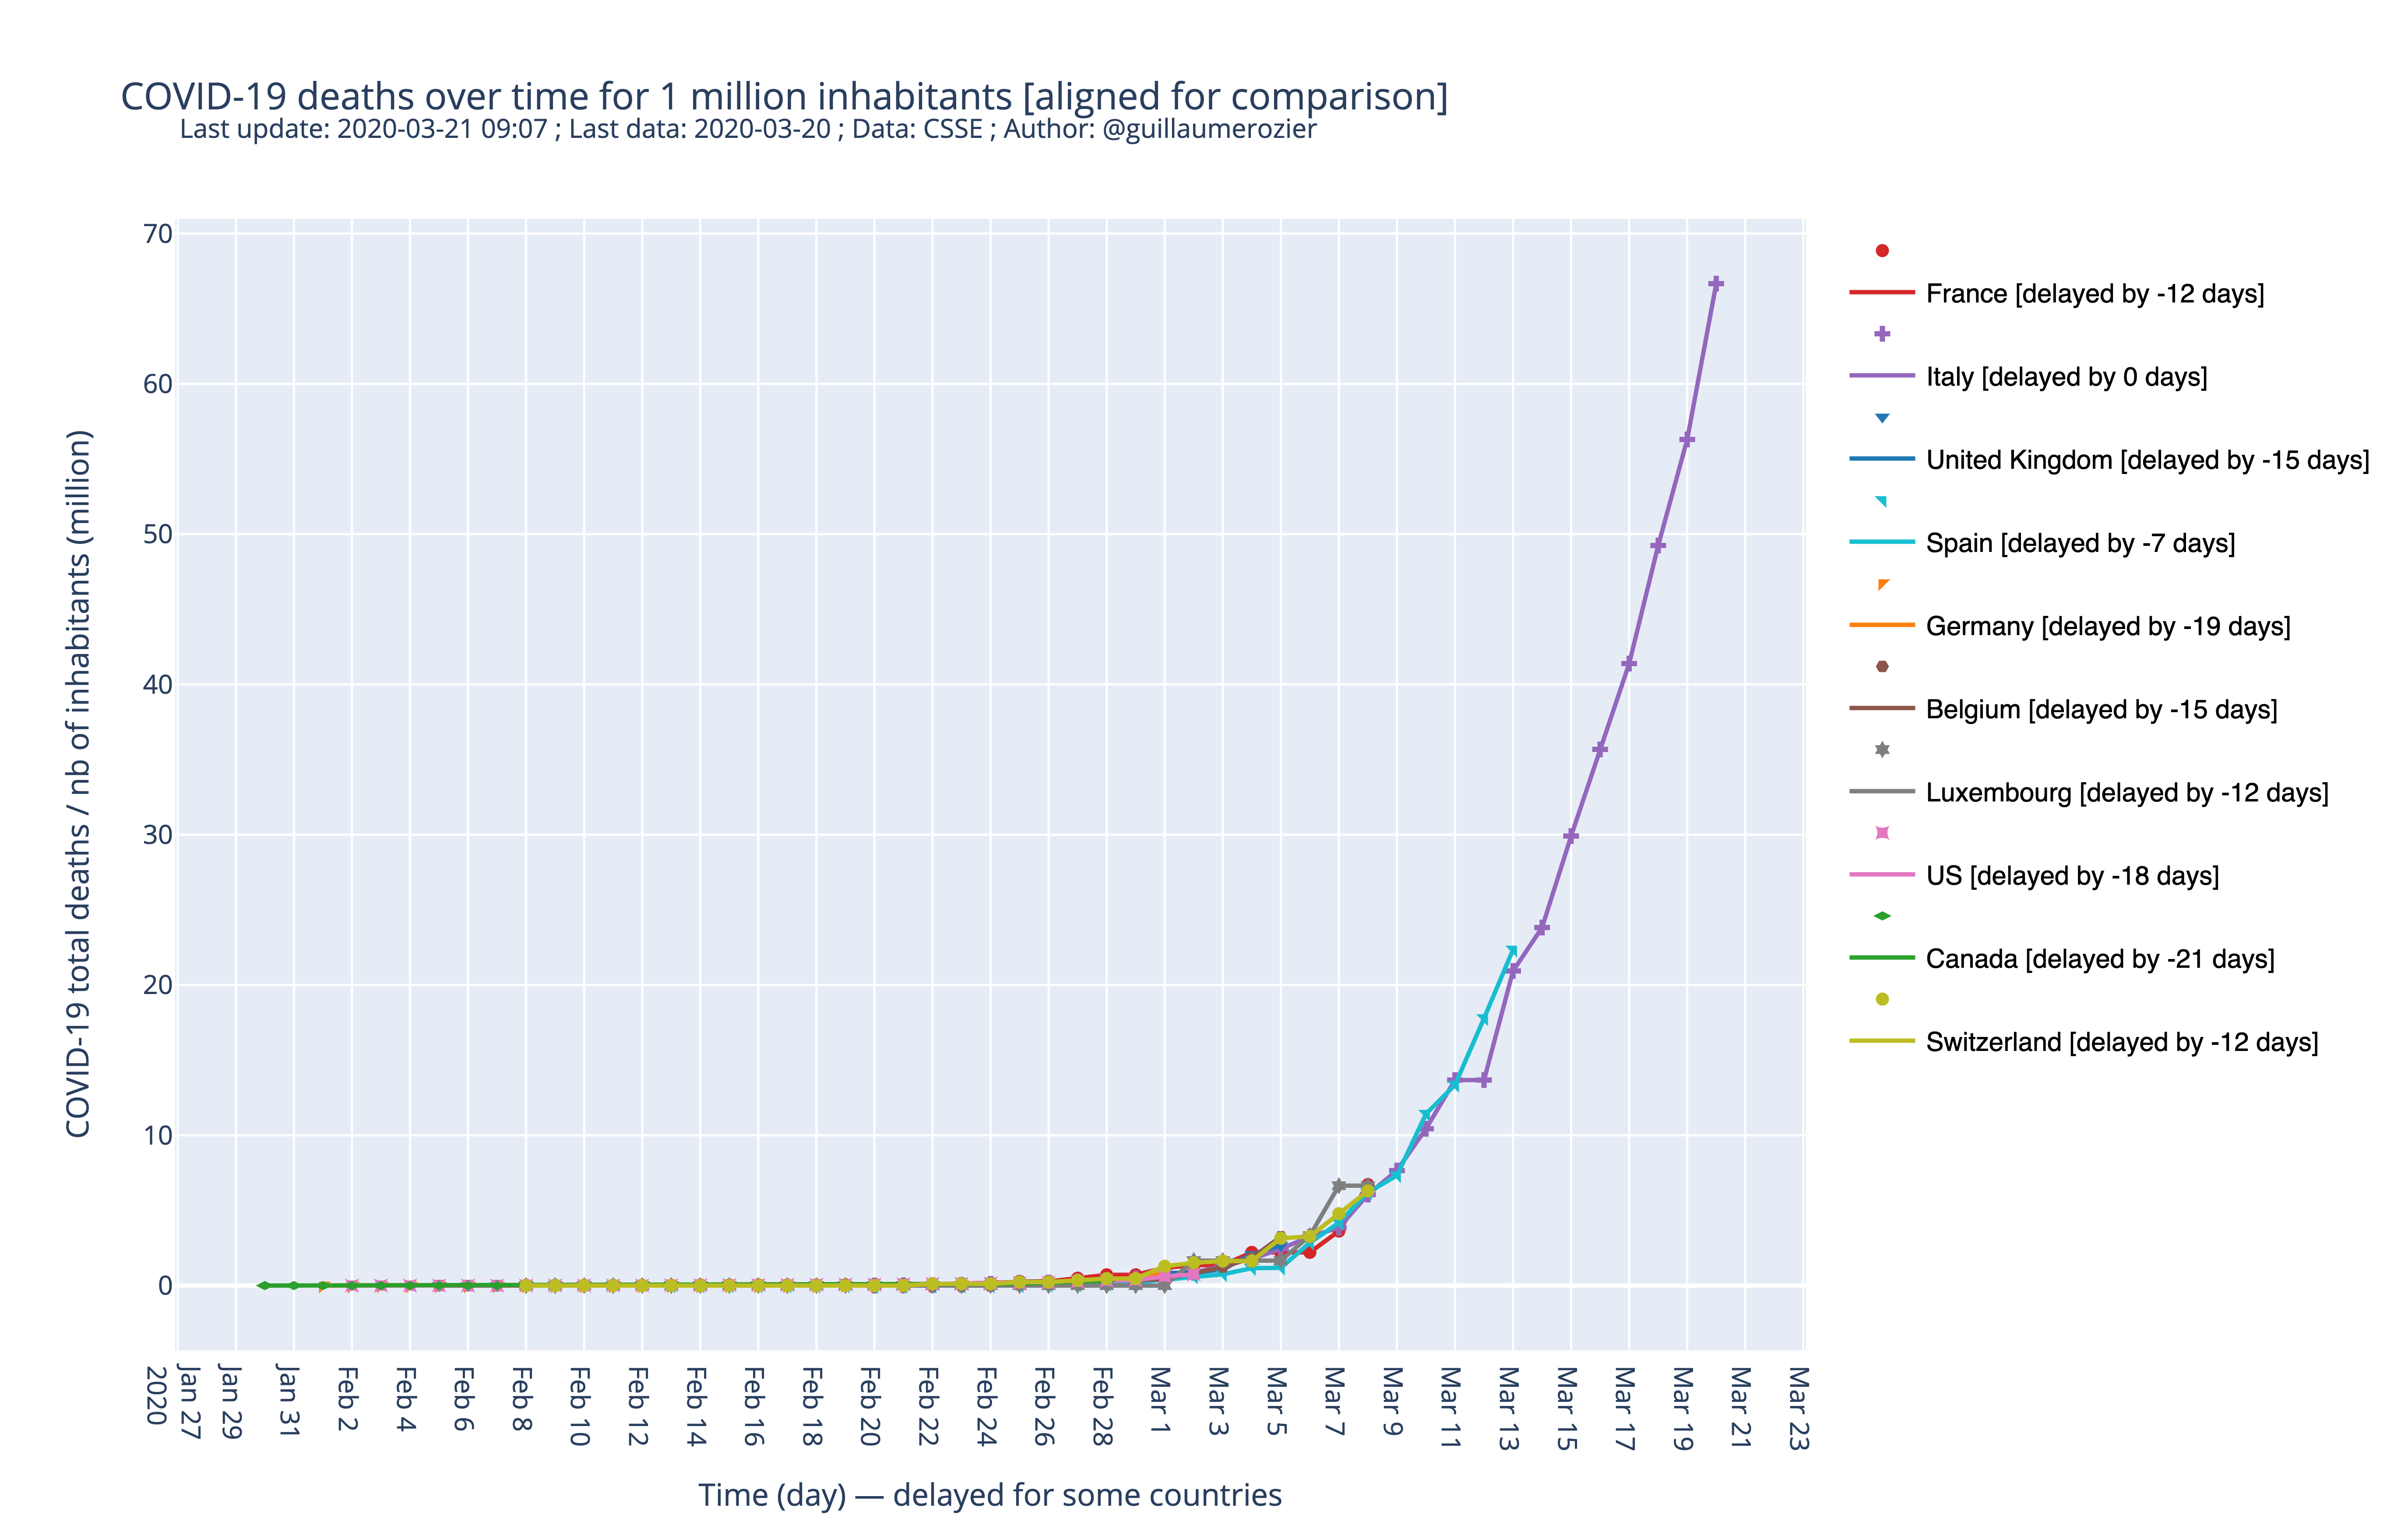 COVID-19 deaths over time for 1 million inhabitants [aligned for comparison]
Last update: 2020-03-21 09:07 ; Last data: 2020-03-20 ; Data: CSSE ; Author: @guillaumerozier
COVID-19 total deaths / nb of inhabitants (million)
70
60
50
40
30
20
10
0
Jan 27
2020
Jan 29
Jan 31
Feb 2
Feb 4
Feb 6
Feb 8
Feb 10
Feb 12
Feb 14
Feb 16
Feb 18
Feb 20
Feb 22
Feb 24
Feb 26
Feb 28
Mar 1
Mar 3
Mar 5
Mar 7
Mar 9
Mar 11
Mar 13
Mar 15
Mar 17
Mar 19
Mar 21
Mar 23
Time (day) — delayed for some countries
France [delayed by -12 days]
Italy [delayed by 0 days]
United Kingdom [delayed by -15 days]
Spain [delayed by -7 days]
Germany [delayed by -19 days]
Belgium [delayed by -15 days]
Luxembourg [delayed by -12 days]
US [delayed by -18 days]
Canada [delayed by -21 days]
Switzerland [delayed by -12 days]